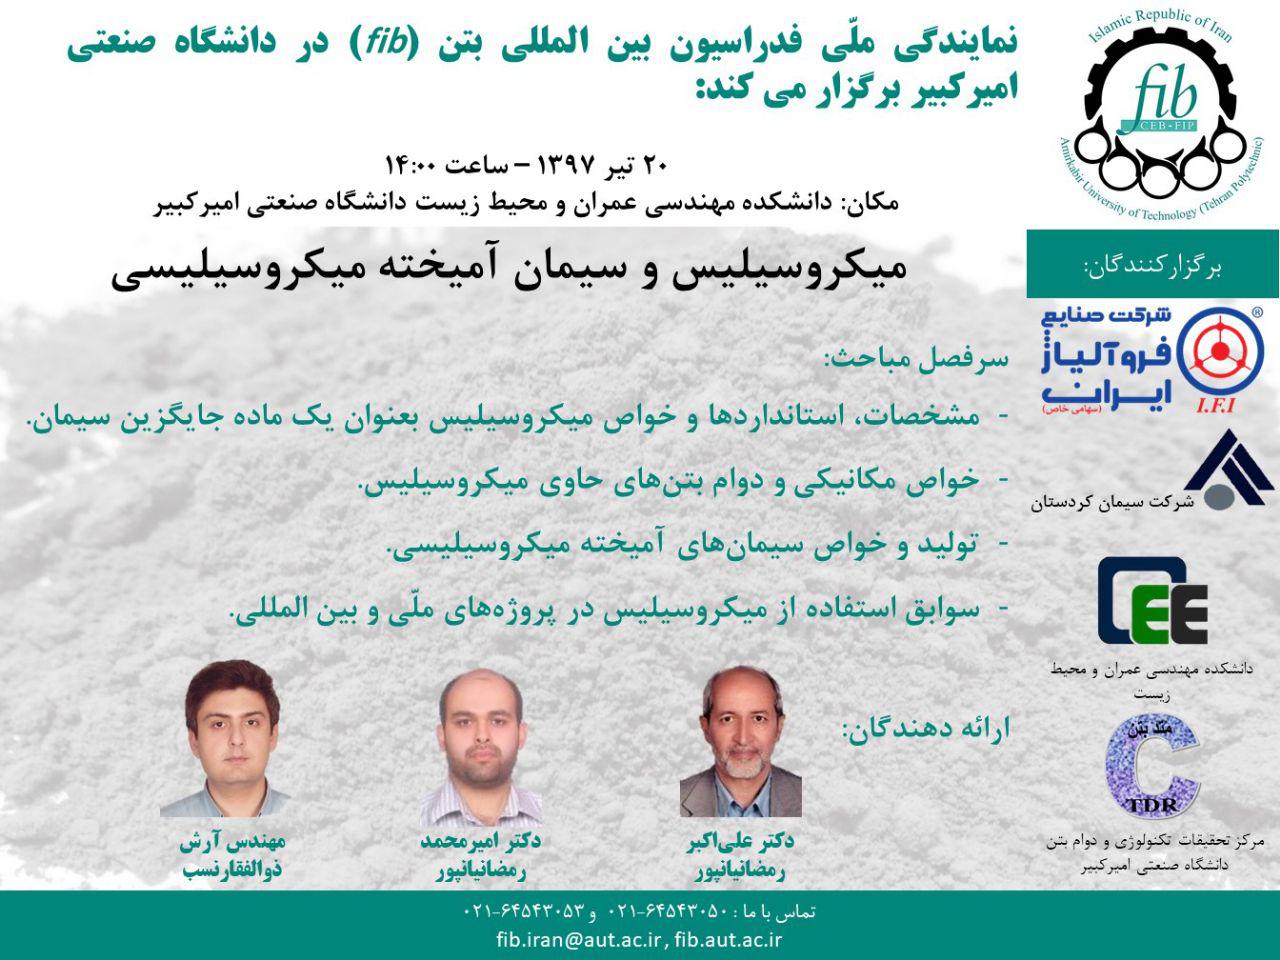 نمایندگی ملّی فدراسیون بین المللی بتن (fib) در دانشگاه صنعتی
امیرکبیر برگزار می کند:
۲۰ تیر ۱۳۹۷ – ساعت ۱۴:۰۰
مکان: دانشکده مهندسی عمران و محیط زیست دانشگاه صنعتی امیرکبیر
میکروسیلیس و سیمان آمیخته میکروسیلیسی
سرفصل مباحث:
- مشخصات، استانداردها و خواص میکروسیلیس بعنوان یک ماده جایگزین سیمان.
- خواص مکانیکی و دوام بتن‌های حاوی میکروسیلیس.
- تولید و خواص سیمان‌های آمیخته میکروسیلیسی.
- سوابق استفاده از میکروسیلیس در پروژه‌های ملّی و بین المللی.
ارائه دهندگان:
دکتر علی‌اکبر
رمضانیانپور
دکتر امیرمحمد
رمضانیانپور
مهندس آرش
ذوالفقارنسب
Islamic Republic of Iran
fib
CEB-FIP
Amirkabir University of Technology (Tehran Polytechnic)
برگزارکنندگان:
شرکت صنایع
فروآلیاژ
ایران
(سهامی خاص)
®
I.F.I
شرکت سیمان کردستان
CEE
دانشکده مهندسی عمران و محیط
زیست
C
TDR
مرکز تحقیقات تکنولوژی و دوام بتن
دانشگاه صنعتی امیرکبیر
تماس با ما : ۶۴۵۴۳۰۵۰-۰۲۱ و ۶۴۵۴۳۰۵۳-۰۲۱
fib.iran@aut.ac.ir , fib.aut.ac.ir